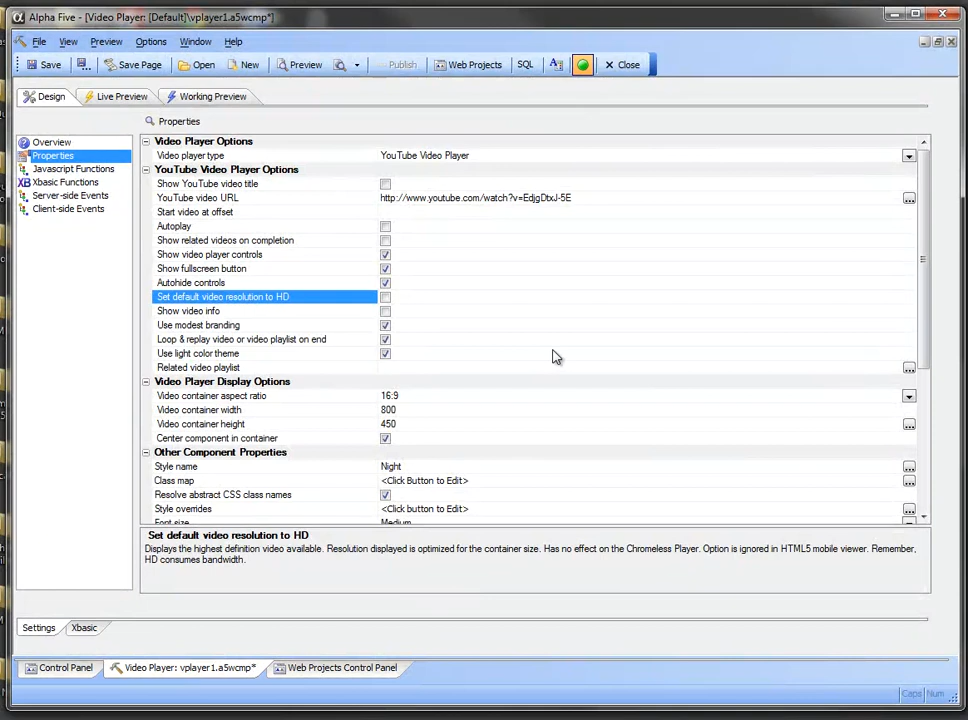 Alpha Five - [Video Player: [Default]\vplayer1.a5wcmp*]
File View Preview Options Window Help
Save Save Page Open New Preview Publish Web Projects SQL Close
Design Live Preview Working Preview
Properties
Overview
Properties
Javascript Functions
Xbasic Functions
Server-side Events
Client-side Events
Video Player Options
Video player type YouTube Video Player
YouTube Video Player Options
Show YouTube video title
YouTube video URL http://www.youtube.com/watch?v=EdjgDtxJ-5E
Start video at offset
Autoplay
Show related videos on completion
Show video player controls
Show fullscreen button
Autohide controls
Set default video resolution to HD
Show video info
Use modest branding
Loop & replay video or video playlist on end
Use light color theme
Related video playlist
Video Player Display Options
Video container aspect ratio 16:9
Video container width 800
Video container height 450
Center component in container
Other Component Properties
Style name Night
Class map <Click Button to Edit>
Resolve abstract CSS class names
Style overrides <Click button to Edit>
Font size Medium
Set default video resolution to HD
Displays the highest definition video available. Resolution displayed is optimized for the container size. Has no effect on the Chromeless Player. Option is ignored in HTML5 mobile viewer. Remember,
HD consumes bandwidth.
Settings Xbasic
Control Panel Video Player: vplayer1.a5wcmp* Web Projects Control Panel
Caps Num